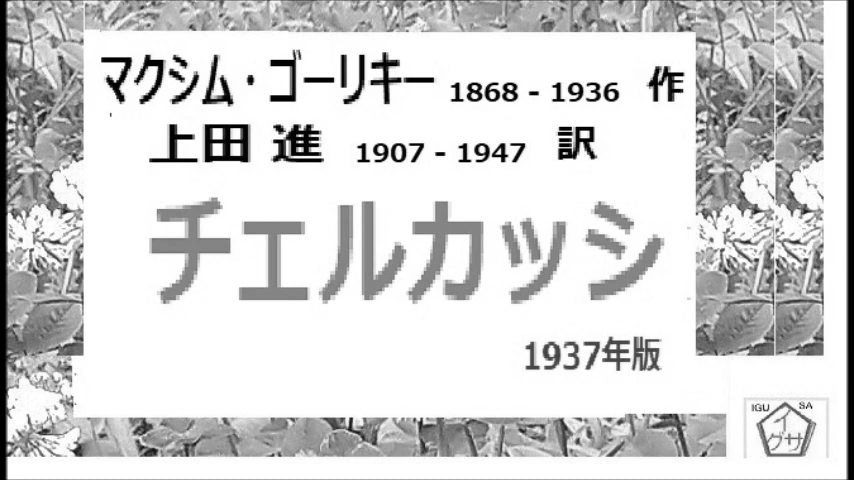 マクシム・ゴーリキー 1868 - 1936 作
上田 進 1907 - 1947 訳
チェルカッシ
1937年版
IGU SA
イ
グサ